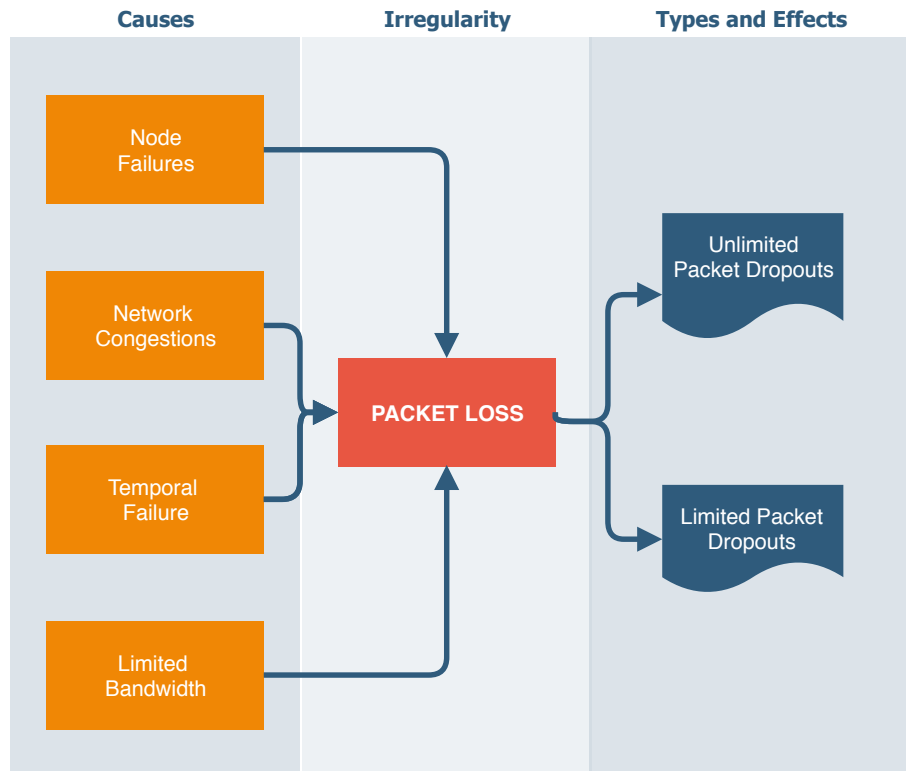 Causes
Irregularity
Types and Effects
Node
Failures
Network
Congestions
Temporal
Failure
Limited
Bandwidth
PACKET LOSS
Unlimited
Packet Dropouts
Limited Packet
Dropouts